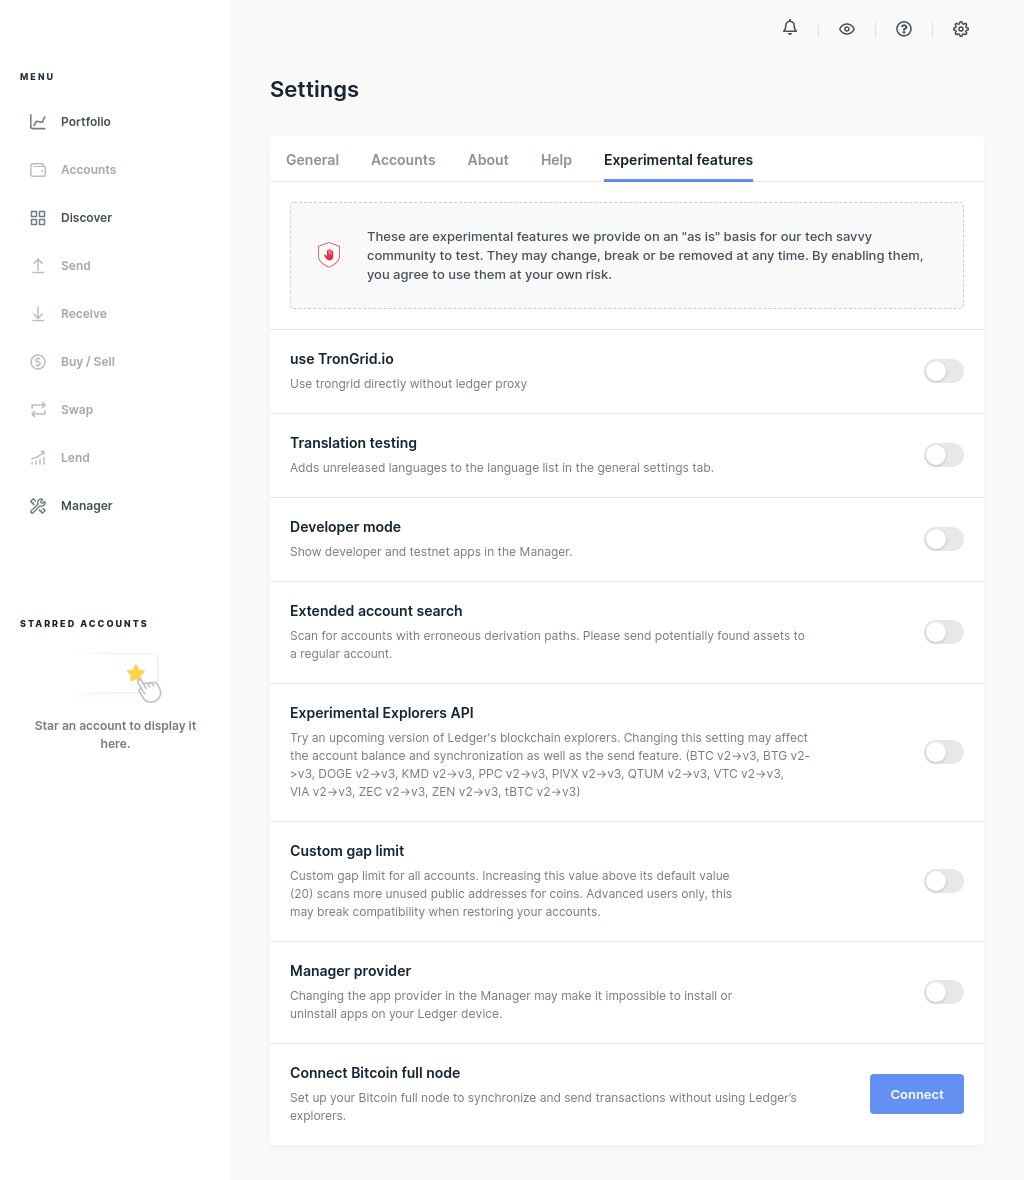 MENU
Portfolio
Accounts
Discover
Send
Receive
Buy / Sell
Swap
Lend
Manager
STARRED ACCOUNTS
Star an account to display it
here.
Settings
General Accounts About Help Experimental features
These are experimental features we provide on an "as is" basis for our tech savvy
community to test. They may change, break or be removed at any time. By enabling them,
you agree to use them at your own risk.
use TronGrid.io
Use trongrid directly without ledger proxy
Translation testing
Adds unreleased languages to the language list in the general settings tab.
Developer mode
Show developer and testnet apps in the Manager.
Extended account search
Scan for accounts with erroneous derivation paths. Please send potentially found assets to
a regular account.
Experimental Explorers API
Try an upcoming version of Ledger's blockchain explorers. Changing this setting may affect
the account balance and synchronization as well as the send feature. (BTC v2->v3, BTG v2-
>v3, DOGE v2->v3, KMD v2->v3, PPC v2->v3, PIVX v2->v3, QTUM v2->v3, VTC v2->v3,
VIA v2->v3, ZEC v2->v3, ZEN v2->v3, tBTC v2->v3)
Custom gap limit
Custom gap limit for all accounts. Increasing this value above its default value
(20) scans more unused public addresses for coins. Advanced users only, this
may break compatibility when restoring your accounts.
Manager provider
Changing the app provider in the Manager may make it impossible to install or
uninstall apps on your Ledger device.
Connect Bitcoin full node
Set up your Bitcoin full node to synchronize and send transactions without using Ledger’s
explorers.
Connect